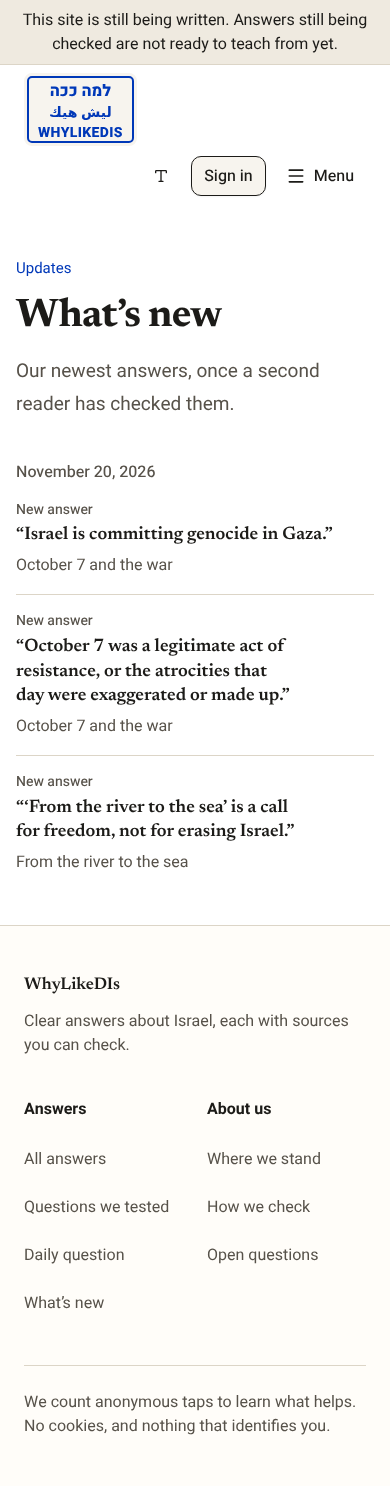 This site is still being written. Answers still being
checked are not ready to teach from yet.
למה ככה
ليش هيك
WHYLIKEDIS
T
Sign in
Menu
Updates
What’s new
Our newest answers, once a second
reader has checked them.
November 20, 2026
New answer
“Israel is committing genocide in Gaza.”
October 7 and the war
New answer
“October 7 was a legitimate act of
resistance, or the atrocities that
day were exaggerated or made up.”
October 7 and the war
New answer
“‘From the river to the sea’ is a call
for freedom, not for erasing Israel.”
From the river to the sea
WhyLikeDIs
Clear answers about Israel, each with sources
you can check.
Answers
All answers
Questions we tested
Daily question
What’s new
About us
Where we stand
How we check
Open questions
We count anonymous taps to learn what helps.
No cookies, and nothing that identifies you.